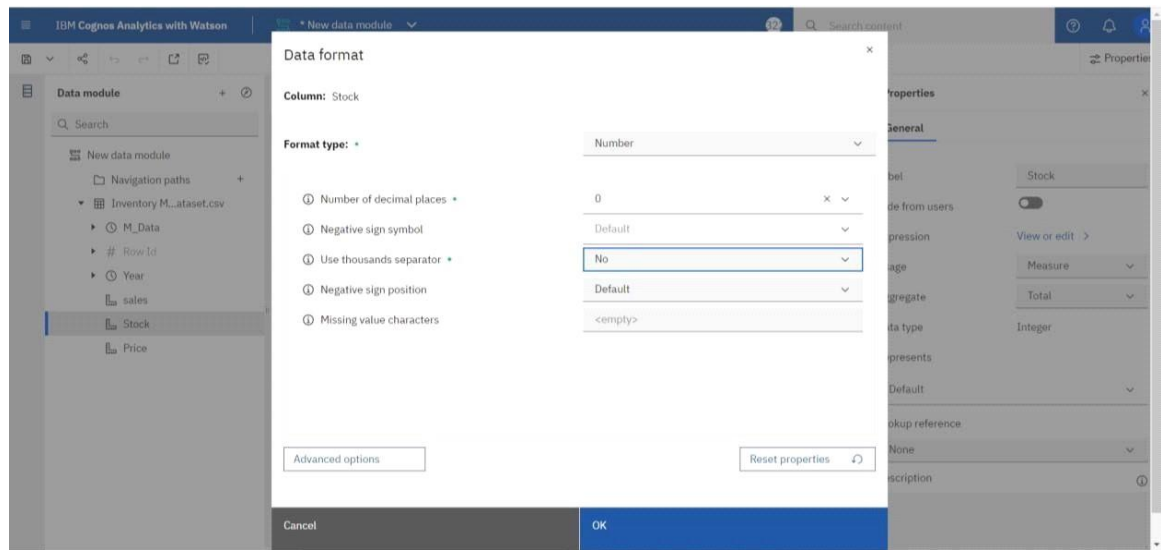 IBM Cognos Analytics with Watson
* New data module
32
Search content
Properties
Data module
Search
New data module
Navigation paths
Inventory M...ataset.csv
M_Data
# Row Id
Year
sales
Stock
Price
Data format
Column: Stock
Format type: *
Number
Number of decimal places *
0
Negative sign symbol
Default
Use thousands separator *
No
Negative sign position
Default
Missing value characters
<empty>
Advanced options
Reset properties
Cancel
OK
roperties
General
bel
Stock
de from users
pression
View or edit >
age
Measure
gregate
Total
ta type
Integer
presents
Default
okup reference
None
scription